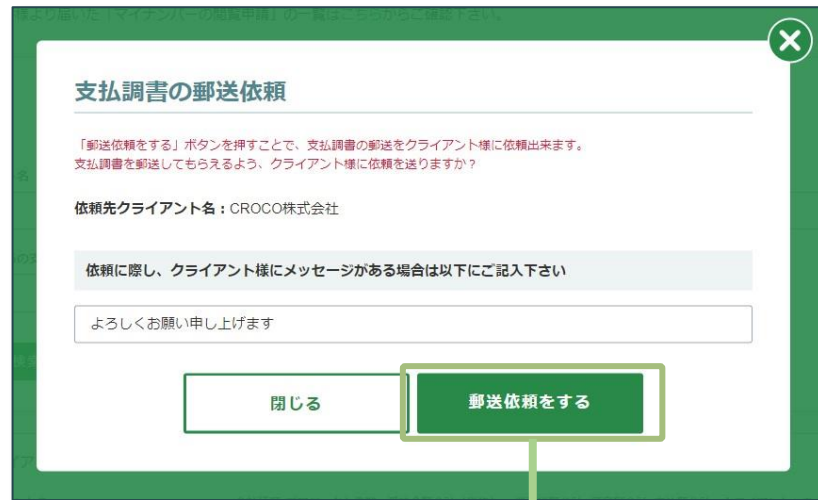 様より届いた「マイナンバーの閲覧申請」の一覧はこちらからご確認下さい。
支払調書の郵送依頼
「郵送依頼をする」ボタンを押すことで、支払調書の郵送をクライアント様に依頼出来ます。
支払調書を郵送してもらえるよう、クライアント様に依頼を送りますか？
依頼先クライアント名：CROCO株式会社
依頼に際し、クライアント様にメッセージがある場合は以下にご記入下さい
よろしくお願い申し上げます
閉じる
郵送依頼をする